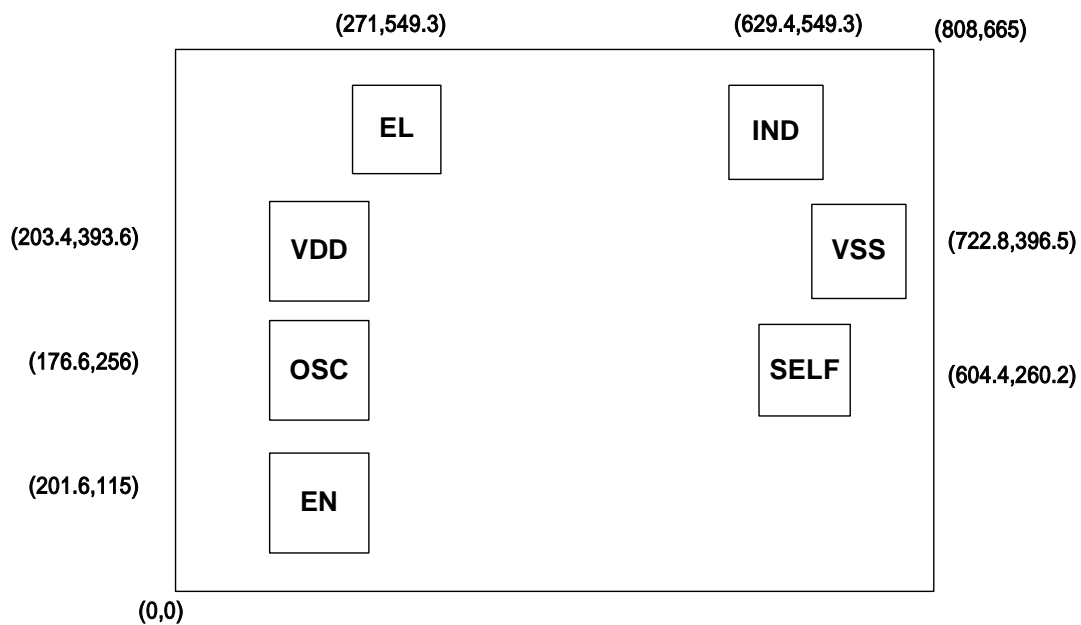 (271,549.3) (629.4,549.3) (808,665)
EL IND
(203.4,393.6) VDD VSS (722.8,396.5)
(176.6,256) OSC SELF (604.4,260.2)
(201.6,115) EN
(0,0)